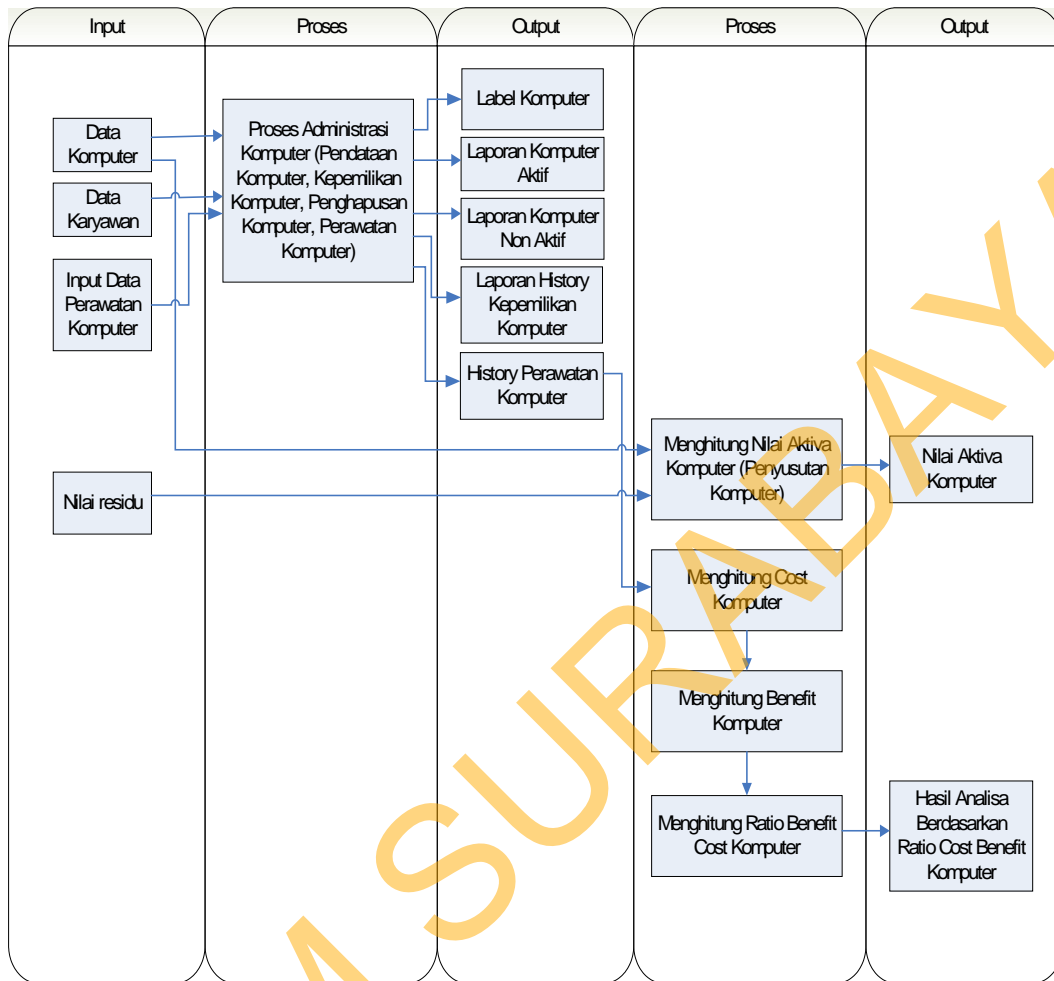 Input
Proses
Output
Proses
Output
Data
Komputer
Data
Karyawan
Input Data
Perawatan
Komputer
Nilai residu
Proses Administrasi
Komputer (Pendataan
Komputer, Kepemilikan
Komputer, Penghapusan
Komputer, Perawatan
Komputer)
Label Komputer
Laporan Komputer
Aktif
Laporan Komputer
Non Aktif
Laporan History
Kepemilikan
Komputer
History Perawatan
Komputer
Menghitung Nilai Aktiva
Komputer (Penyusutan
Komputer)
Menghitung Cost
Komputer
Menghitung Benefit
Komputer
Menghitung Ratio Benefit
Cost Komputer
Nilai Aktiva
Komputer
Hasil Analisa
Berdasarkan
Ratio Cost Benefit
Komputer
M SURABAYA